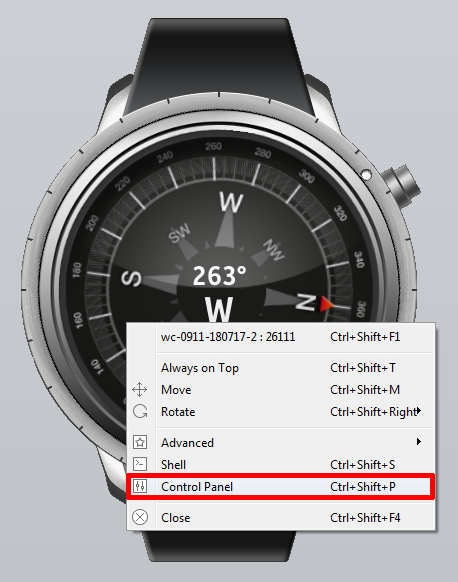 260
240
280
220
300
200
320
180
340
160
360
W
SW
NW
S
N
263°
W
wc-0911-180717-2 : 26111 Ctrl+Shift+F1
Always on Top Ctrl+Shift+T
Move Ctrl+Shift+M
Rotate Ctrl+Shift+Right
Advanced
Shell Ctrl+Shift+S
Control Panel Ctrl+Shift+P
Close Ctrl+Shift+F4